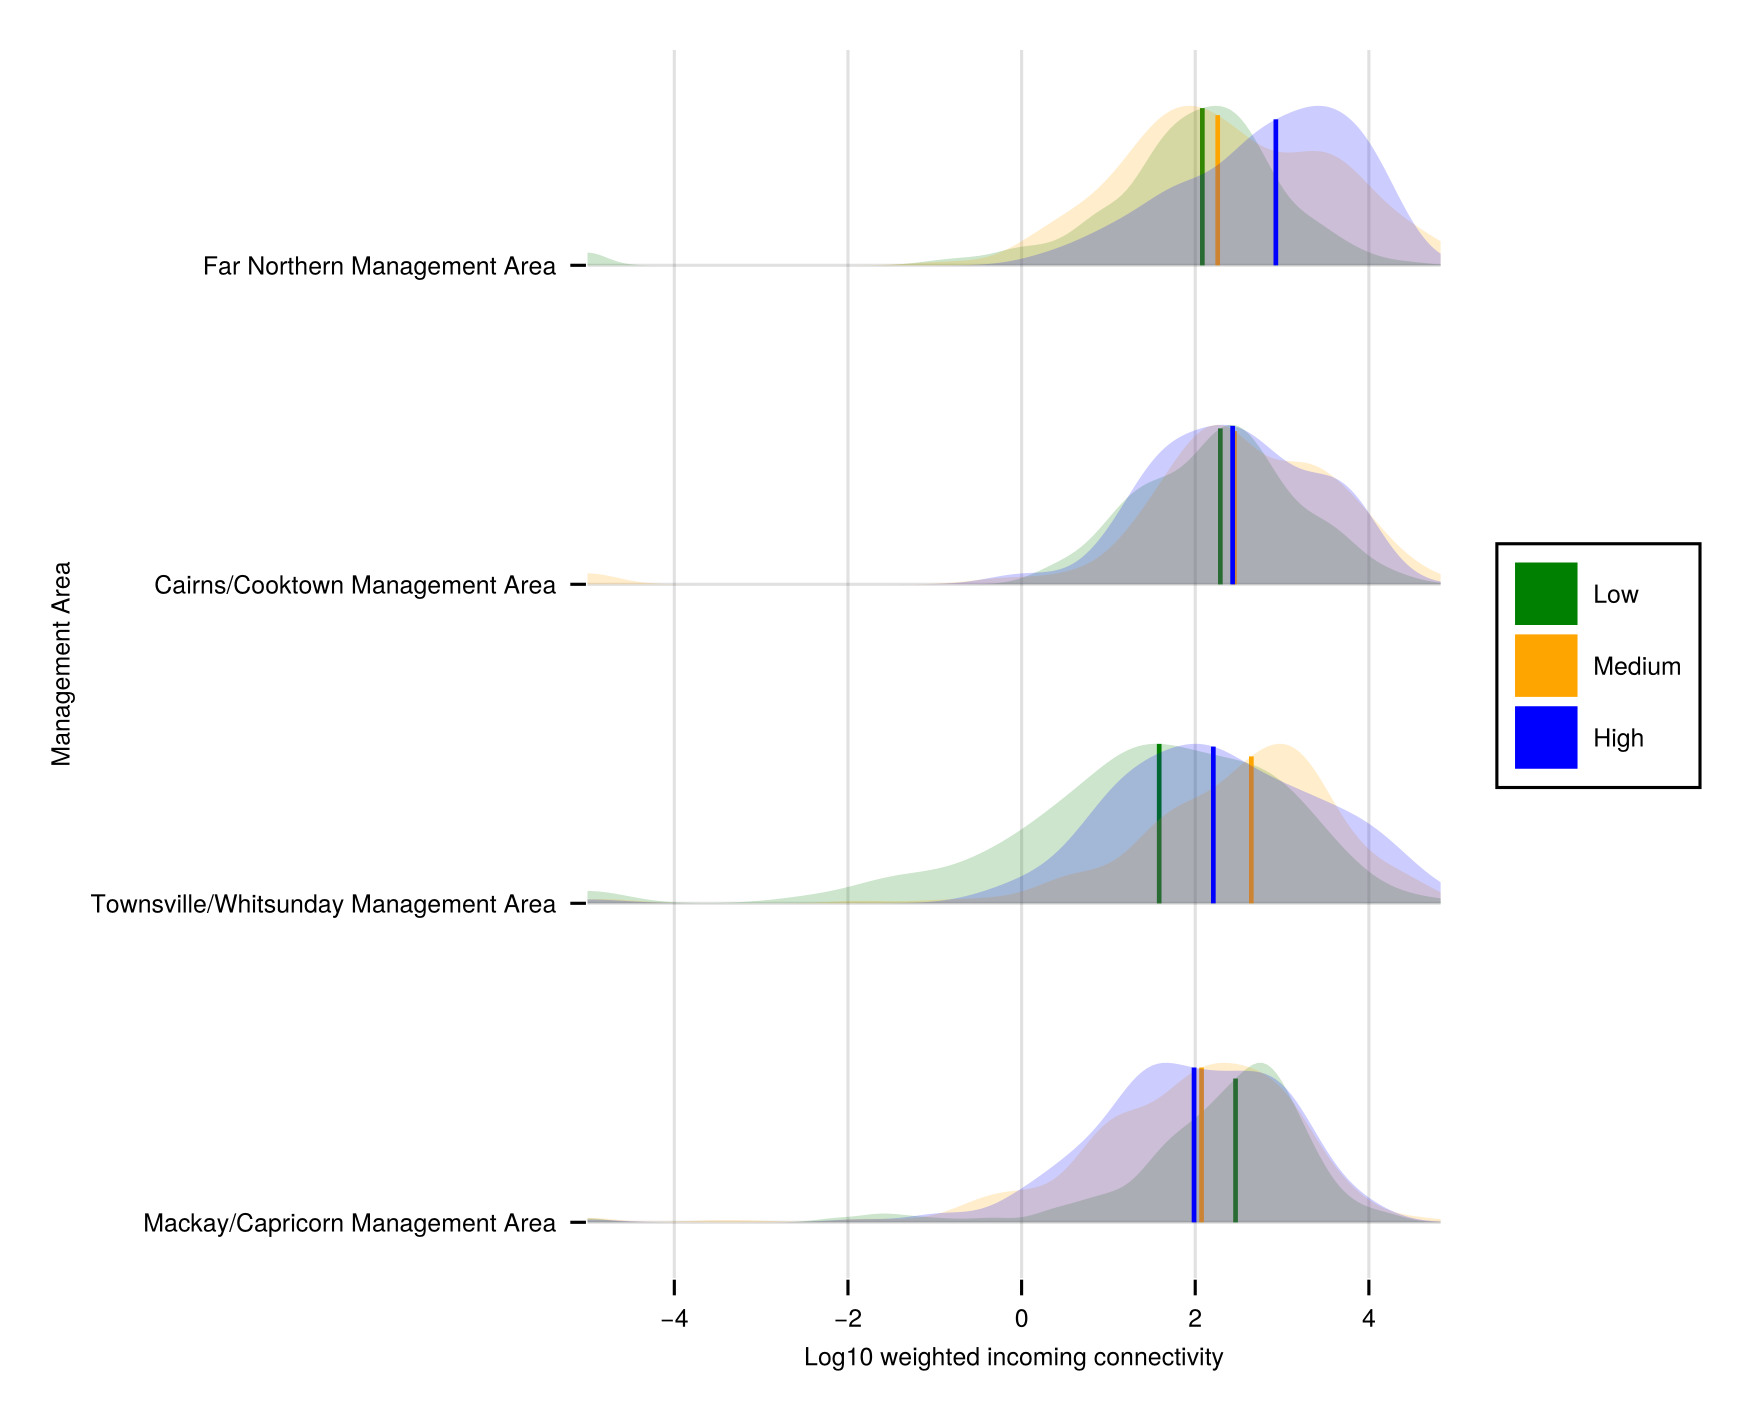 Far Northern Management Area
Cairns/Cooktown Management Area
Townsville/Whitsunday Management Area
Mackay/Capricorn Management Area
Management Area
−4
−2
0
2
4
Log10 weighted incoming connectivity
Low
Medium
High